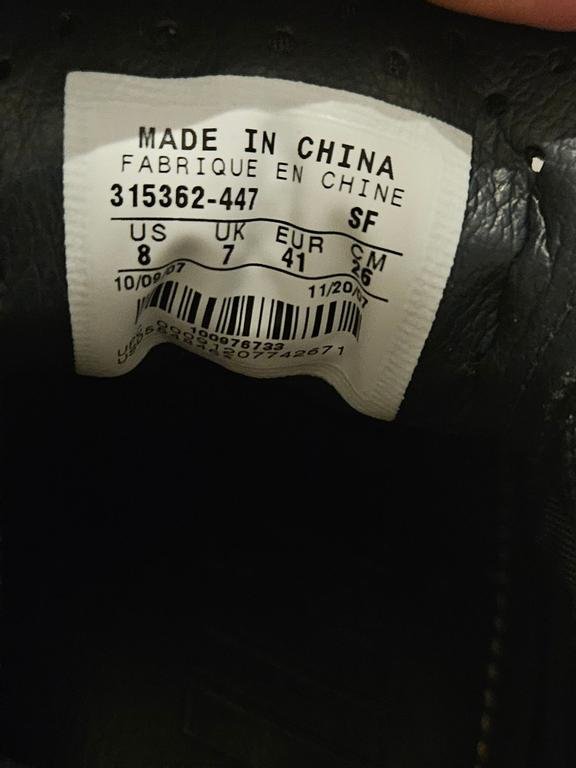 MADE IN CHINA
FABRIQUE EN CHINE
315362-447 SF
US UK EUR CM
8 7 41 26
10/09/07 11/20/07
100976733